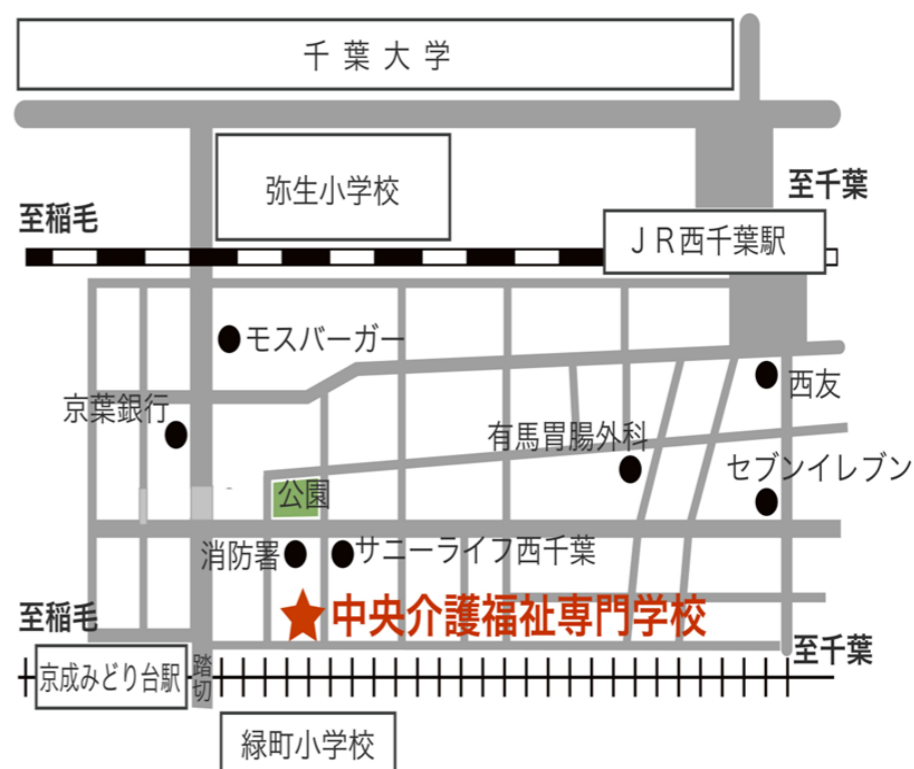 千葉大学
弥生小学校
至千葉
至稲毛
ＪＲ西千葉駅
モスバーガー
西友
京葉銀行
有馬胃腸外科
セブンイレブン
公園
消防署
サニーライフ西千葉
至稲毛
中央介護福祉専門学校
至千葉
京成みどり台駅
踏切
緑町小学校